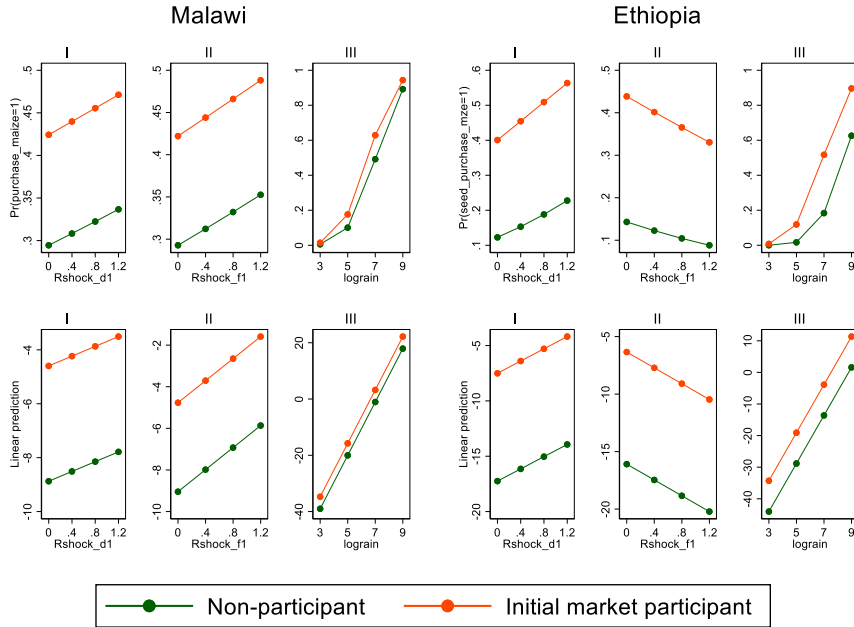 Malawi
Ethiopia
I
II
III
I
II
III
Pr(purchase_maize=1)
.5
.45
.4
.35
.3
0 .4 .8 1.2
Rshock_d1
.5
.45
.4
.35
.3
0 .4 .8 1.2
Rshock_f1
1
.8
.6
.4
.2
0
3 5 7 9
lograin
Pr(seed_purchase_mze=1)
.6
.5
.4
.3
.2
.1
0 .4 .8 1.2
Rshock_d1
.5
.4
.3
.2
.1
0 .4 .8 1.2
Rshock_f1
1
.8
.6
.4
.2
0
3 5 7 9
lograin
I
II
III
I
II
III
Linear prediction
-4
-6
-8
-10
0 .4 .8 1.2
Rshock_d1
-2
-4
-6
-8
-10
0 .4 .8 1.2
Rshock_f1
20
0
-20
-40
3 5 7 9
lograin
Linear prediction
-5
-10
-15
-20
0 .4 .8 1.2
Rshock_d1
-5
-10
-15
-20
0 .4 .8 1.2
Rshock_f1
10
0
-10
-20
-30
-40
3 5 7 9
lograin
Non-participant
Initial market participant